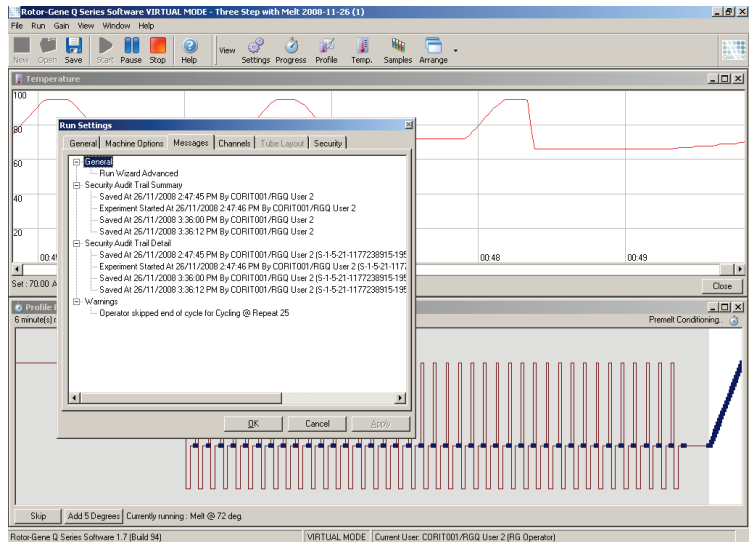 Rotor-Gene Q Series Software VIRTUAL MODE - Three Step with Melt 2008-11-26 (1)
File Run Gain View Window Help
New Open Save Start Pause Stop Help View Settings Progress Profile Temp. Samples Arrange
Temperature
100
80
60
40
20
00:48 00:49
Set : 70.00
Close
Run Settings
General Machine Options Messages Channels Tube Layout Security
General
Run Wizard Advanced
Security Audit Trail Summary
Saved At 26/11/2008 2:47:45 PM By CORIT001/RGQ User 2
Experiment Started At 26/11/2008 2:47:46 PM By CORIT001/RGQ User 2
Saved At 26/11/2008 3:36:00 PM By CORIT001/RGQ User 2
Saved At 26/11/2008 3:36:12 PM By CORIT001/RGQ User 2
Security Audit Trail Detail
Saved At 26/11/2008 2:47:45 PM By CORIT001/RGQ User 2 (S-1-5-21-1177238915-195
Experiment Started At 26/11/2008 2:47:46 PM By CORIT001/RGQ User 2 (S-1-5-21-1177
Saved At 26/11/2008 3:36:00 PM By CORIT001/RGQ User 2 (S-1-5-21-1177238915-195
Saved At 26/11/2008 3:36:12 PM By CORIT001/RGQ User 2 (S-1-5-21-1177238915-195
Warnings
Operator skipped end of cycle for Cycling @ Repeat 25
OK Cancel Apply
Profile
6 minute(s)
Premelt Conditioning..
Skip Add 5 Degrees Currently running : Melt @ 72 deg.
Rotor-Gene Q Series Software 1.7 (Build 94) VIRTUAL MODE Current User: CORIT001/RGQ User 2 (RG Operator)